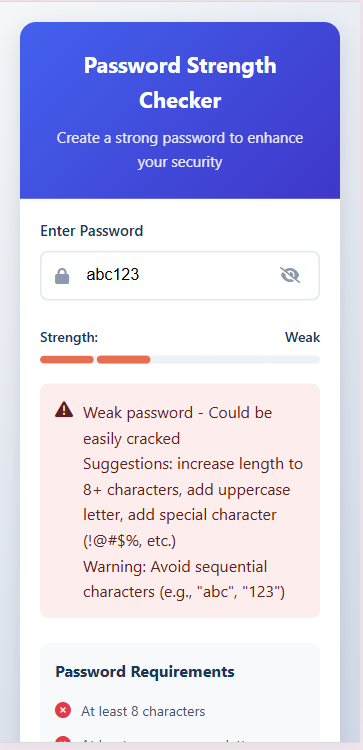 Password Strength
Checker
Create a strong password to enhance
your security
Enter Password
abc123
Strength: Weak
Weak password - Could be
easily cracked
Suggestions: increase length to
8+ characters, add uppercase
letter, add special character
(!@#$%, etc.)
Warning: Avoid sequential
characters (e.g., "abc", "123")
Password Requirements
At least 8 characters